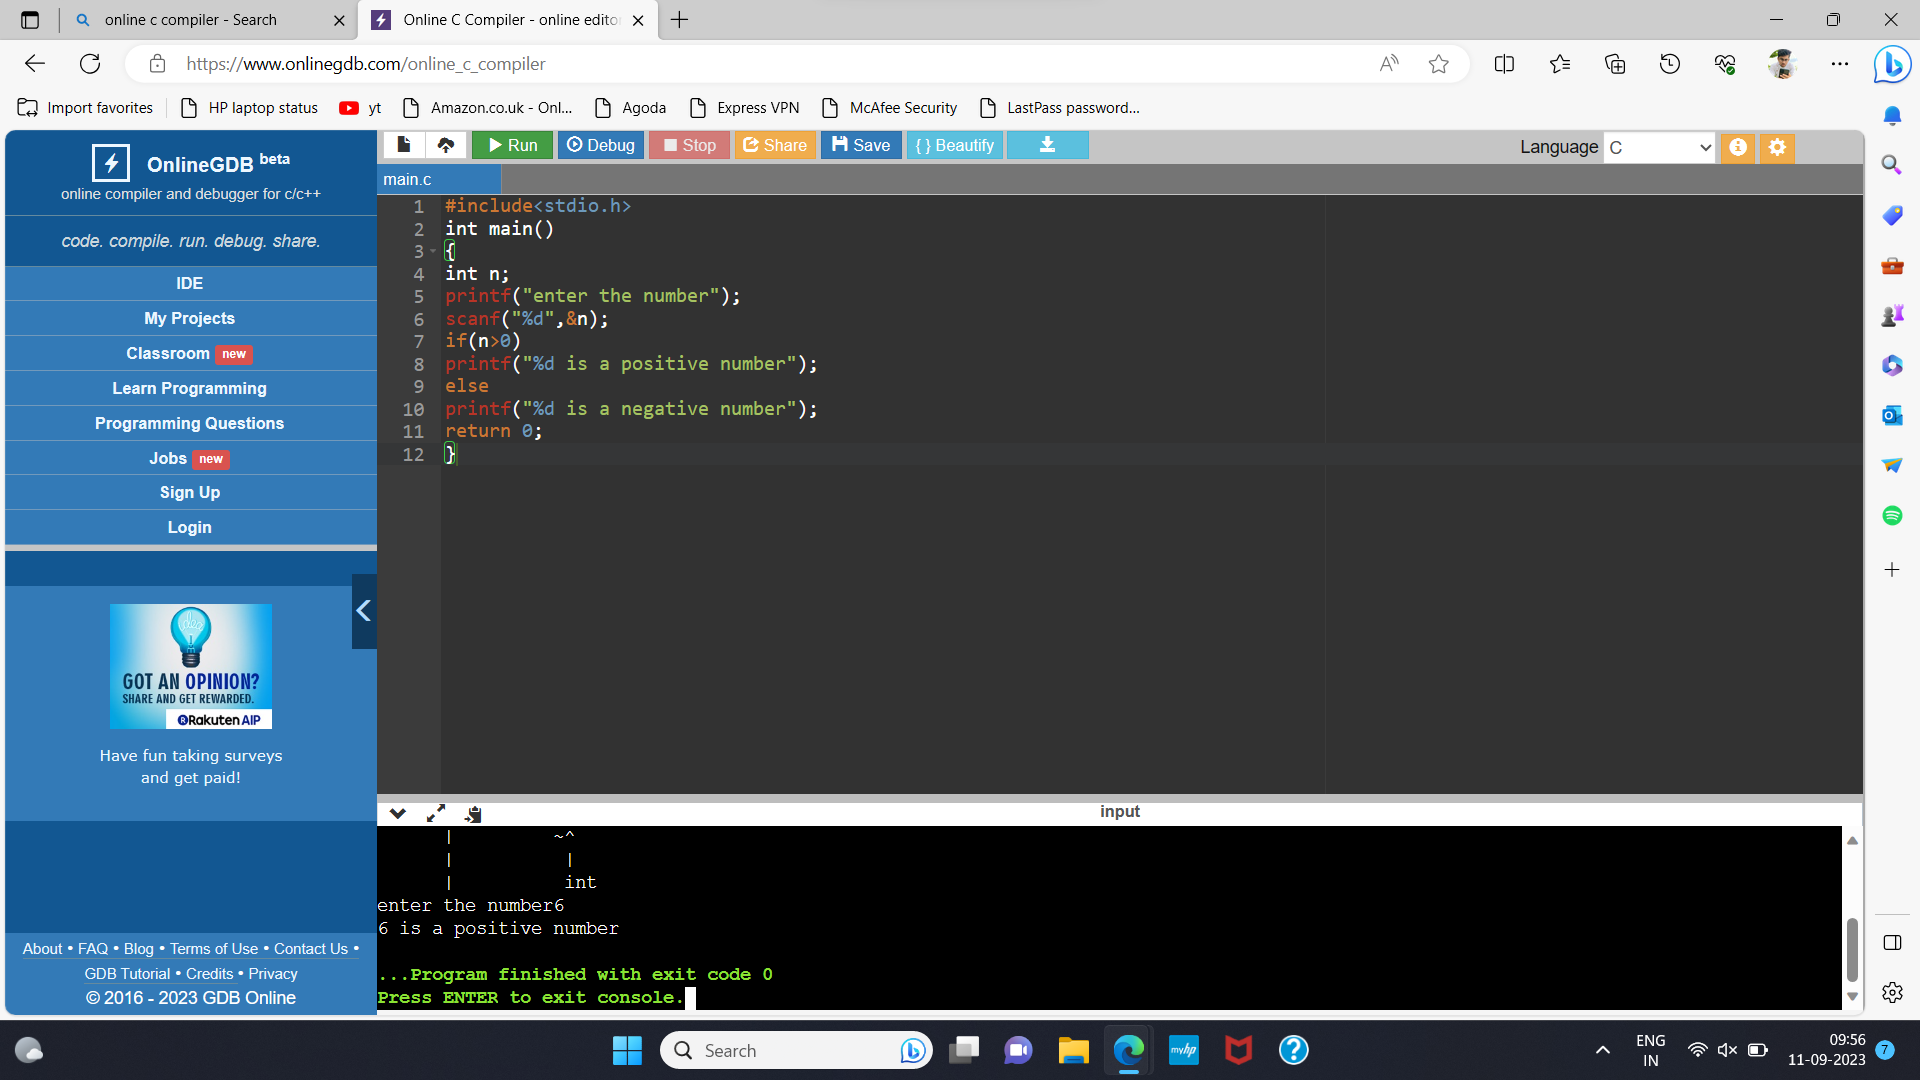 online c compiler - Search
Online C Compiler - online edito
https://www.onlinegdb.com/online_c_compiler
Import favorites
HP laptop status
yt
Amazon.co.uk - Onl...
Agoda
Express VPN
McAfee Security
LastPass password...
OnlineGDB beta
online compiler and debugger for c/c++
code. compile. run. debug. share.
IDE
My Projects
Classroom new
Learn Programming
Programming Questions
Jobs new
Sign Up
Login
GOT AN OPINION?
SHARE AND GET REWARDED.
Rakuten AIP
Have fun taking surveys
and get paid!
About • FAQ • Blog • Terms of Use • Contact Us •
GDB Tutorial • Credits • Privacy
© 2016 - 2023 GDB Online
Run
Debug
Stop
Share
Save
{ } Beautify
Language C
main.c
1 #include<stdio.h>
2 int main()
3 {
4 int n;
5 printf("enter the number");
6 scanf("%d",&n);
7 if(n>0)
8 printf("%d is a positive number");
9 else
10 printf("%d is a negative number");
11 return 0;
12 }
input
| ~^
| |
| int
enter the number6
6 is a positive number
...Program finished with exit code 0
Press ENTER to exit console.
Search
myhp
ENG
IN
09:56
11-09-2023
7